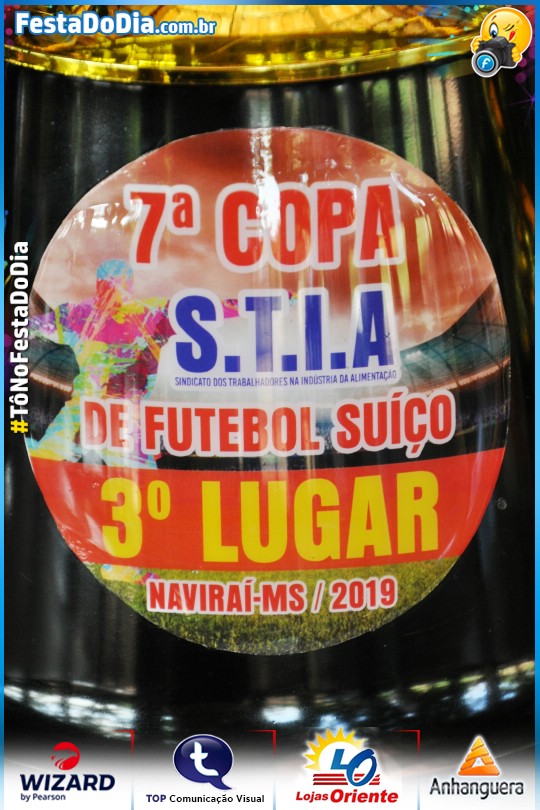 FestaDoDia.com.br
#TôNoFestaDoDia
7ª COPA
S.T.I.A
SINDICATO DOS TRABALHADORES NA INDÚSTRIA DA ALIMENTAÇÃO
DE FUTEBOL SUÍÇO
3º LUGAR
NAVIRAÍ-MS / 2019
WIZARD
by Pearson
t
TOP Comunicação Visual
LO
Lojas Oriente
Anhanguera